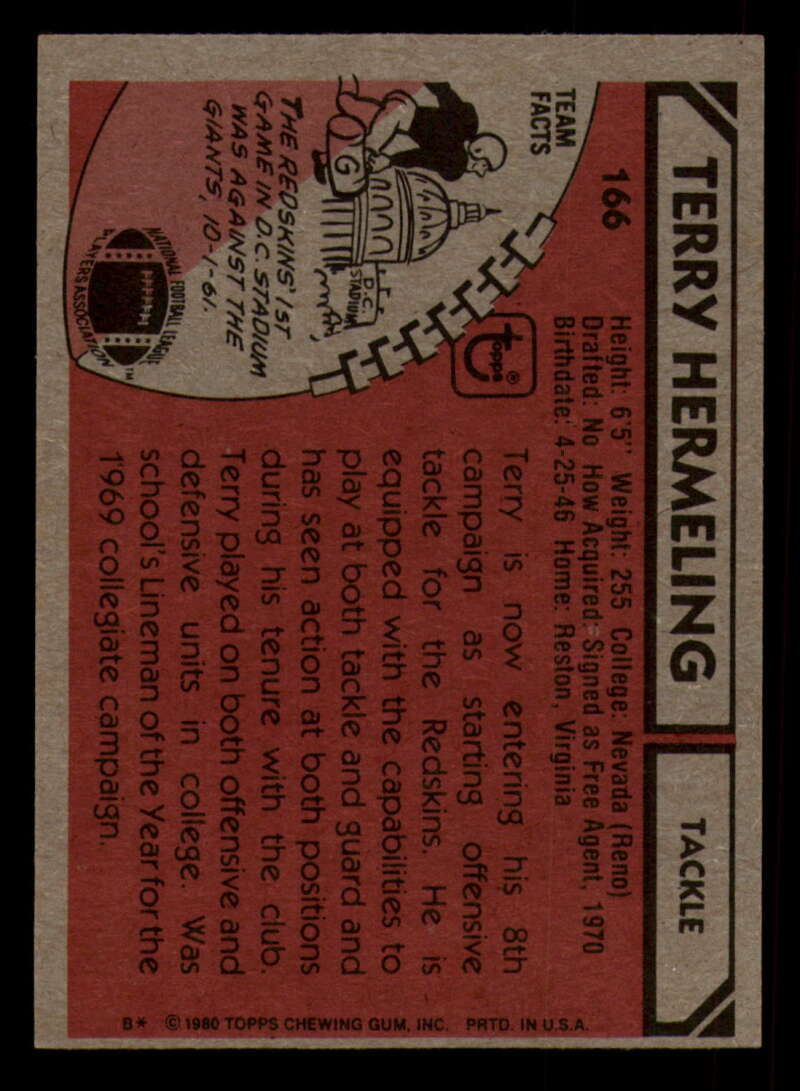 TERRY HERMELING
TACKLE
166
Height: 6'5" Weight: 255 College: Nevada (Reno)
Drafted: No How Acquired: Signed as Free Agent, 1970
Birthdate: 4-25-46 Home: Reston, Virginia
TEAM
FACTS
G
D.C.
STADIUM
THE REDSKINS' 1ST
GAME IN D.C. STADIUM
WAS AGAINST THE
GIANTS, 10-1-61.
NATIONAL FOOTBALL LEAGUE
PLAYERS ASSOCIATION
TM
topps®
Terry is now entering his 8th
campaign as starting offensive
tackle for the Redskins. He is
equipped with the capabilities to
play at both tackle and guard and
has seen action at both positions
during his tenure with the club.
Terry played on both offensive and
defensive units in college. Was
school's Lineman of the Year for the
1969 collegiate campaign.
B* © 1980 TOPPS CHEWING GUM, INC. PRTD. IN U.S.A.